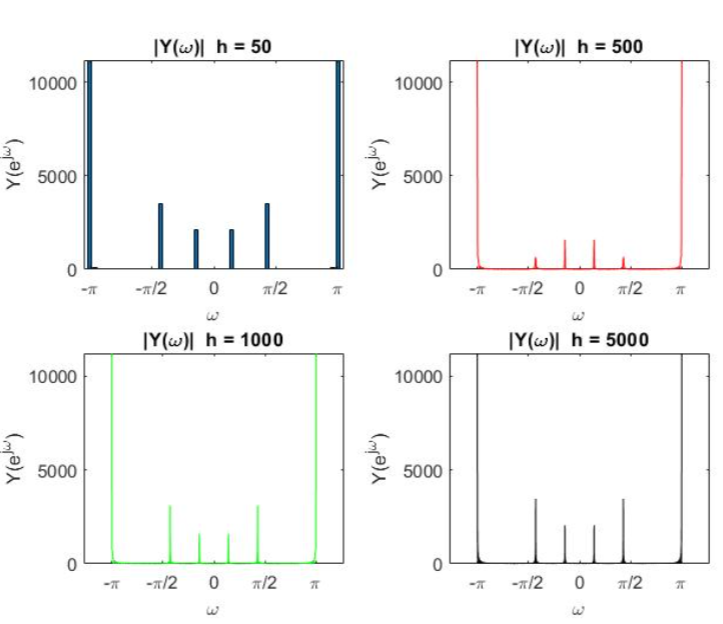 |Y(ω)| h = 50
10000
5000
0
Y(e^jω)
-π -π/2 0 π/2 π
ω
|Y(ω)| h = 500
10000
5000
0
Y(e^jω)
-π -π/2 0 π/2 π
ω
|Y(ω)| h = 1000
10000
5000
0
Y(e^jω)
-π -π/2 0 π/2 π
ω
|Y(ω)| h = 5000
10000
5000
0
Y(e^jω)
-π -π/2 0 π/2 π
ω